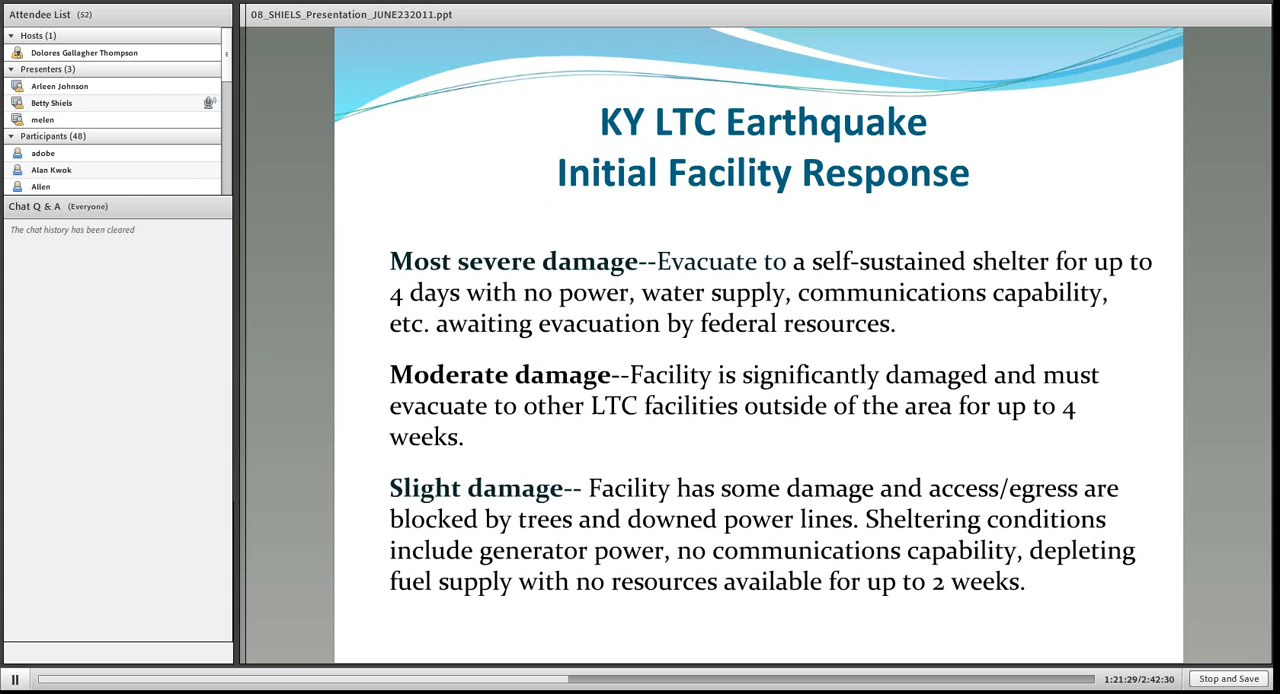 Attendee List (52)
Hosts (1)
Dolores Gallagher Thompson
Presenters (3)
Arleen Johnson
Betty Shiels
melen
Participants (48)
adobe
Alan Kwok
Allen
Chat Q & A (Everyone)
The chat history has been cleared
08_SHIELS_Presentation_JUNE232011.ppt
KY LTC Earthquake
Initial Facility Response
Most severe damage--Evacuate to a self-sustained shelter for up to
4 days with no power, water supply, communications capability,
etc. awaiting evacuation by federal resources.
Moderate damage--Facility is significantly damaged and must
evacuate to other LTC facilities outside of the area for up to 4
weeks.
Slight damage-- Facility has some damage and access/egress are
blocked by trees and downed power lines. Sheltering conditions
include generator power, no communications capability, depleting
fuel supply with no resources available for up to 2 weeks.
1:21:29/2:42:30
Stop and Save